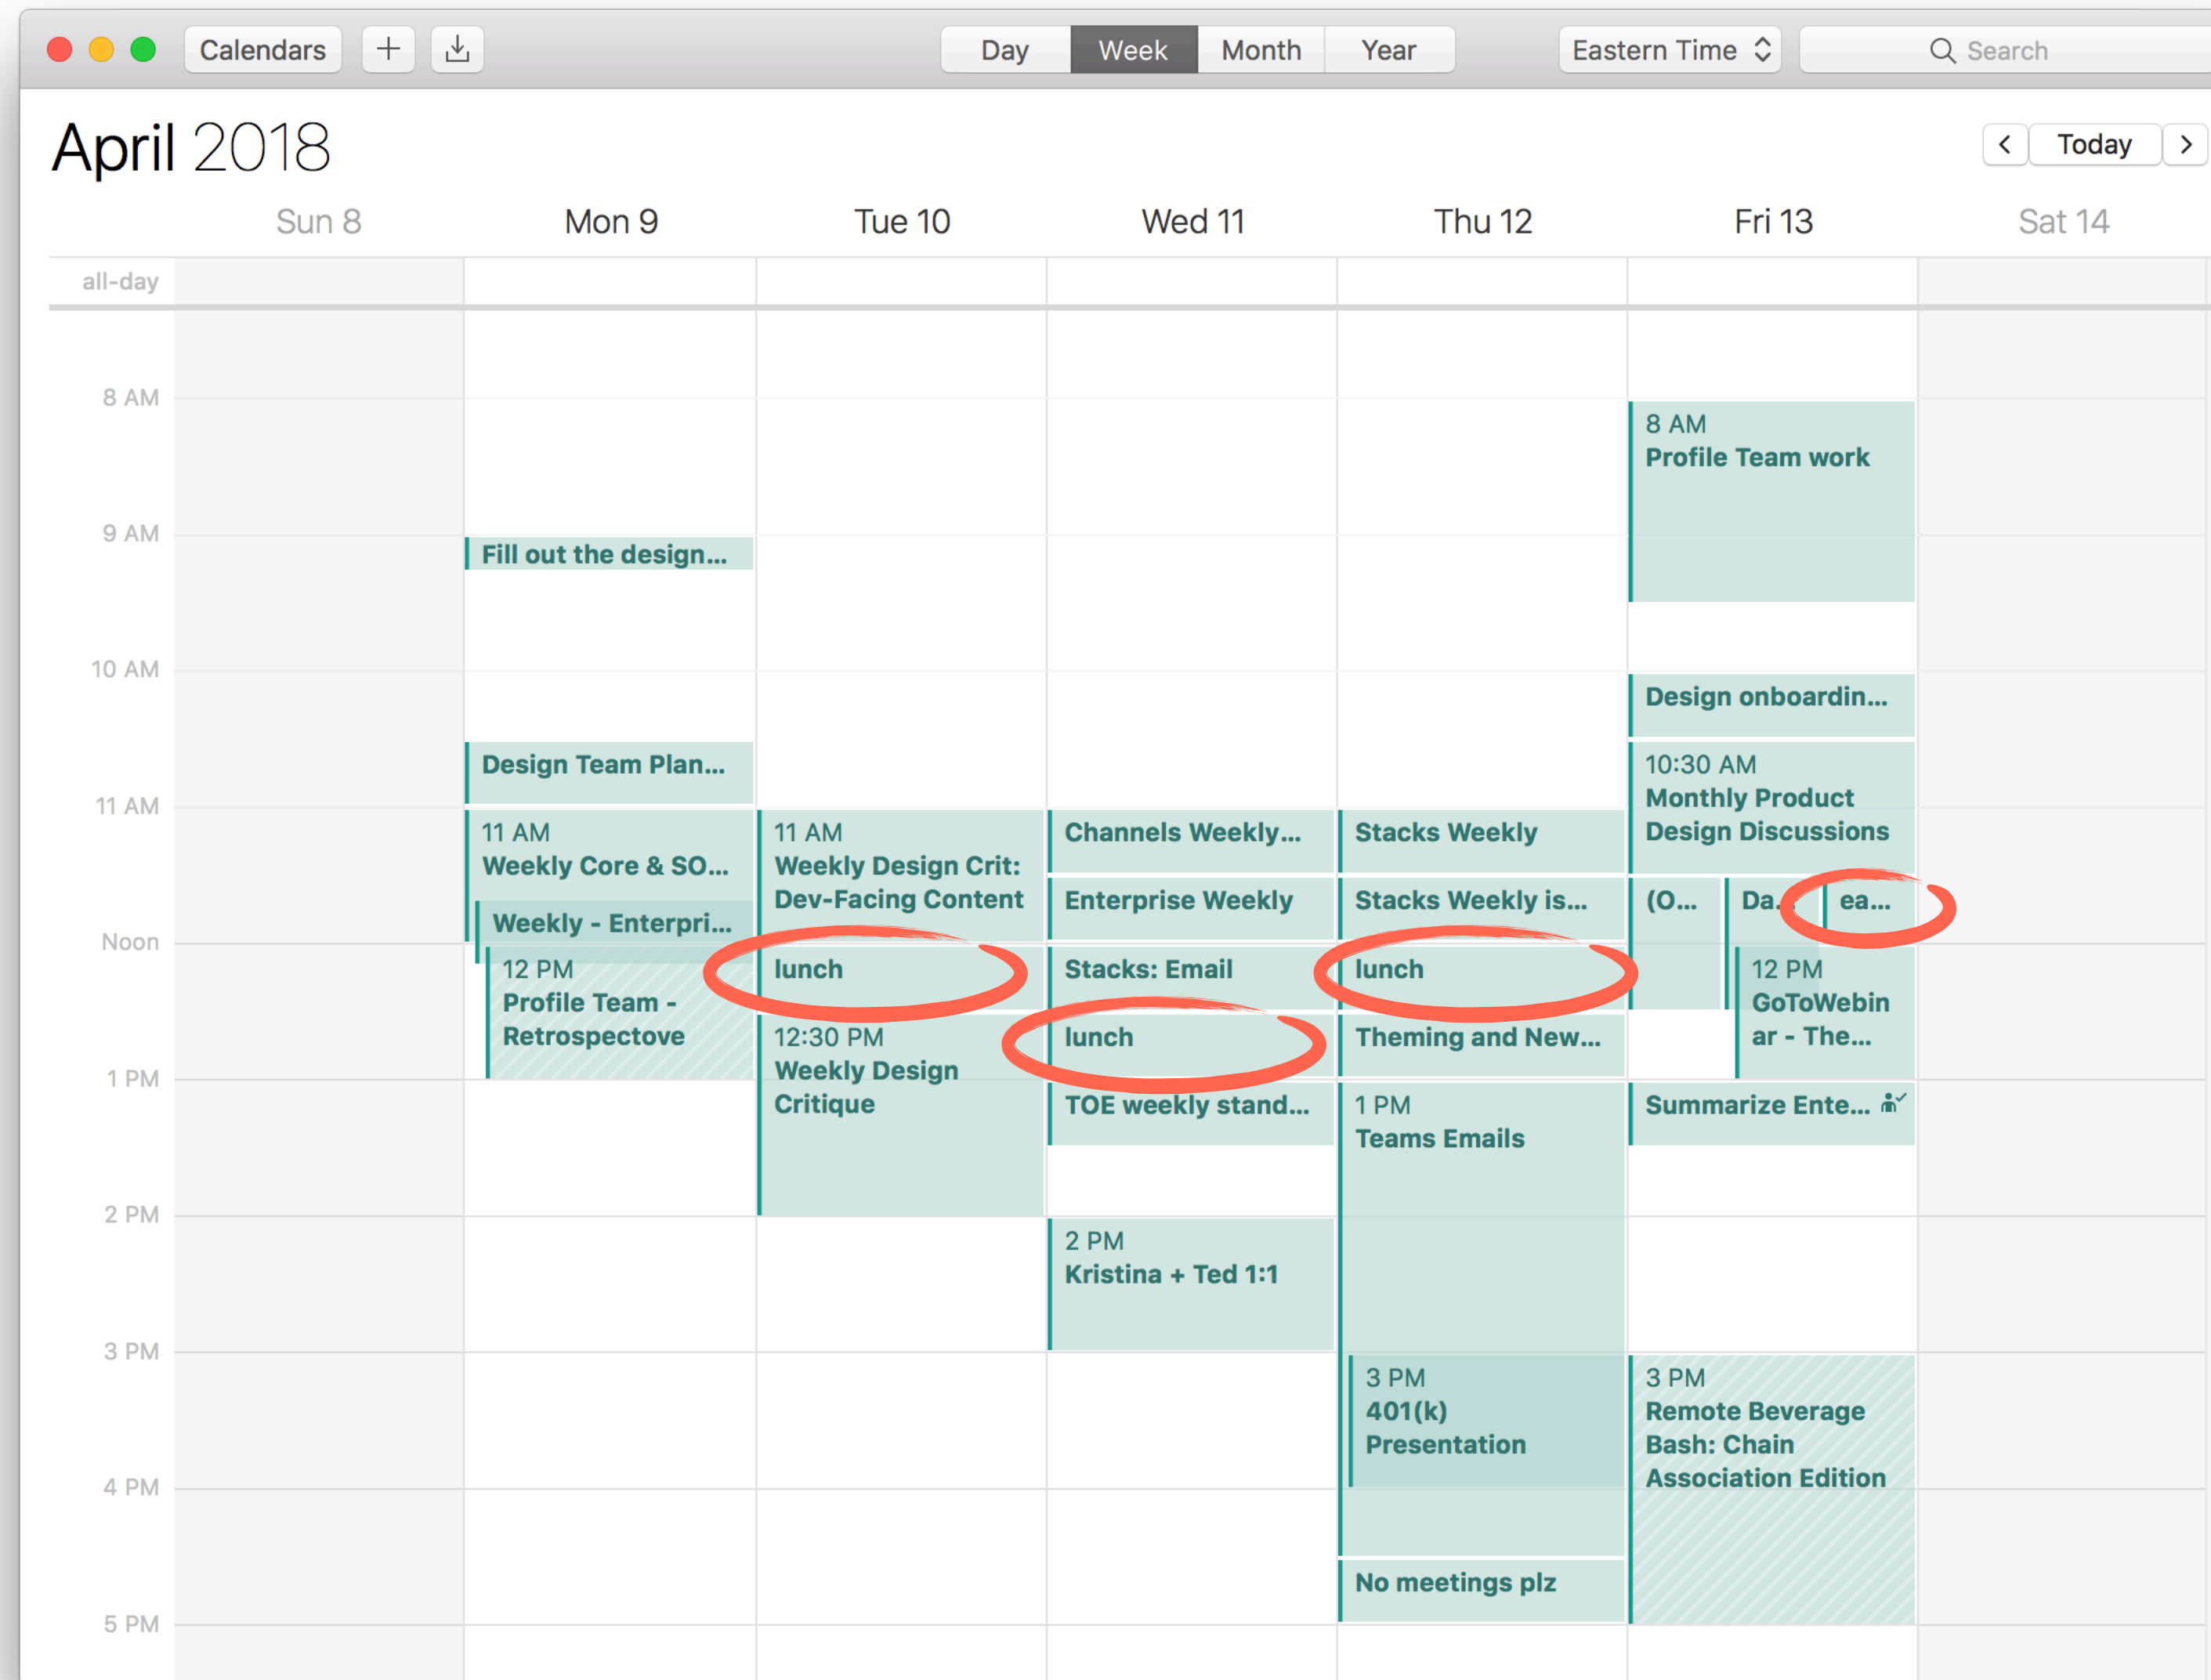 Calendars
Day Week Month Year
Eastern Time
Search
April 2018
Today
Sun 8 Mon 9 Tue 10 Wed 11 Thu 12 Fri 13 Sat 14
all-day
8 AM
9 AM
10 AM
11 AM
Noon
1 PM
2 PM
3 PM
4 PM
5 PM
Fill out the design...
Design Team Plan...
11 AM
Weekly Core & SO...
Weekly - Enterpri...
12 PM
Profile Team -
Retrospectove
11 AM
Weekly Design Crit:
Dev-Facing Content
lunch
12:30 PM
Weekly Design
Critique
Channels Weekly...
Enterprise Weekly
Stacks: Email
lunch
TOE weekly stand...
2 PM
Kristina + Ted 1:1
Stacks Weekly
Stacks Weekly is...
lunch
Theming and New...
1 PM
Teams Emails
3 PM
401(k)
Presentation
No meetings plz
8 AM
Profile Team work
Design onboardin...
10:30 AM
Monthly Product
Design Discussions
(O...
Da...
ea...
12 PM
GoToWebin
ar - The...
Summarize Ente...
3 PM
Remote Beverage
Bash: Chain
Association Edition